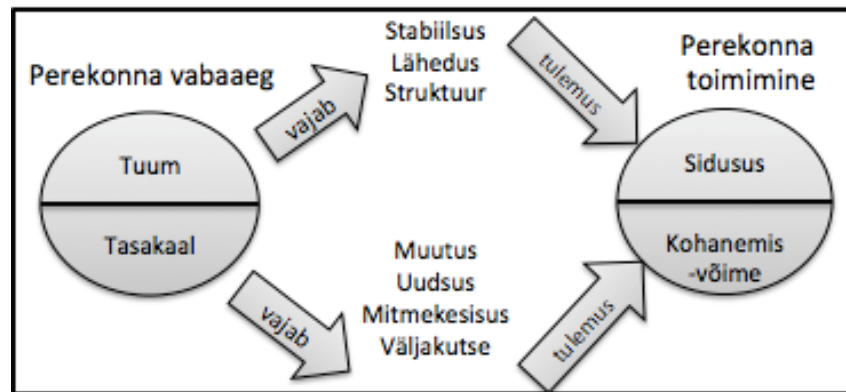 Perekonna vabaaeg
Tuum
Tasakaal
vajab
Stabiilsus
Lähedus
Struktuur
tulemus
vajab
Muutus
Uudsus
Mitmekesisus
Väljakutse
tulemus
Perekonna
toimimine
Sidusus
Kohanemis
-võime